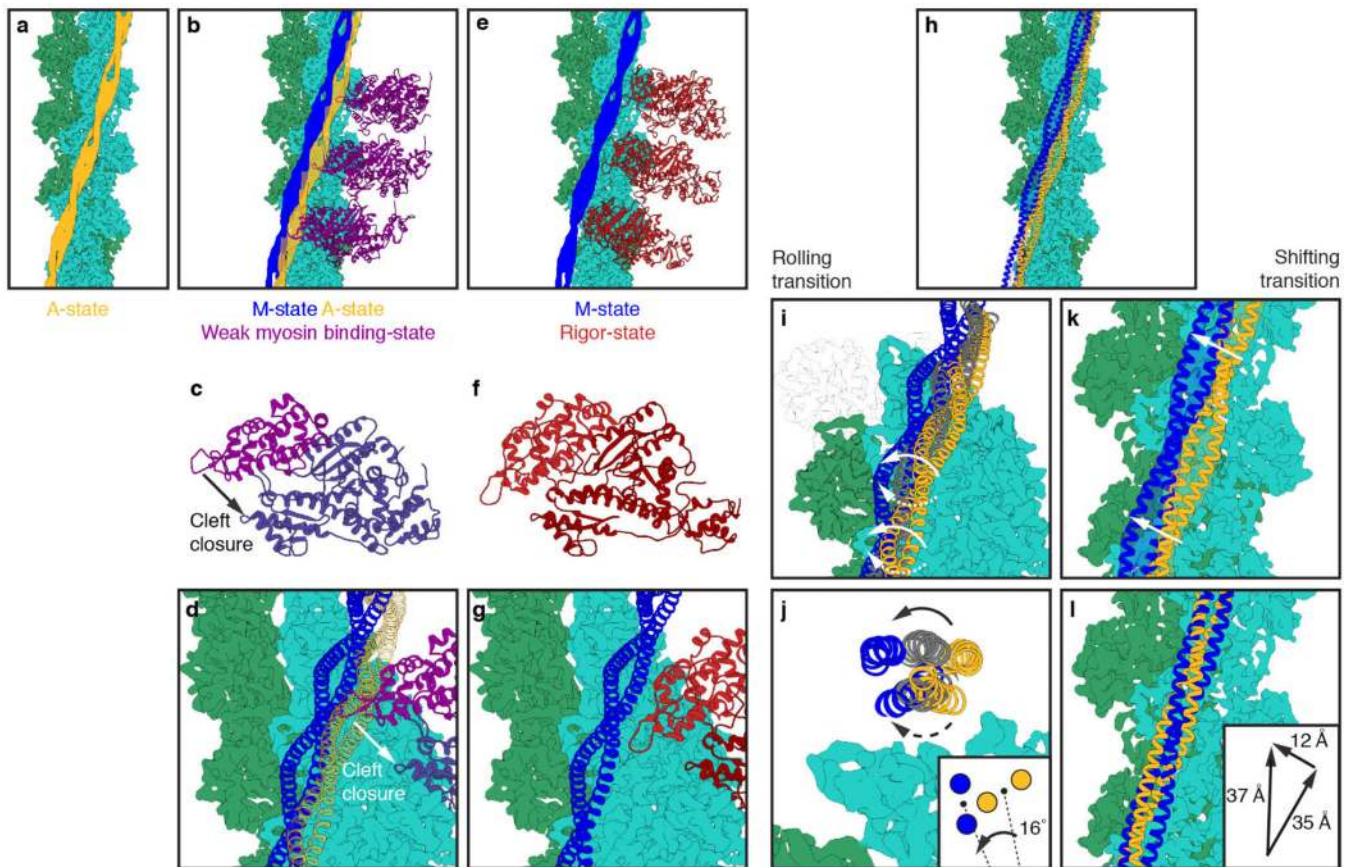 a
b
e
h
A-state
M-state A-state
Weak myosin binding-state
M-state
Rigor-state
Rolling
transition
Shifting
transition
c
Cleft
closure
f
i
k
d
Cleft
closure
g
j
16°
l
12 Å
37 Å
35 Å